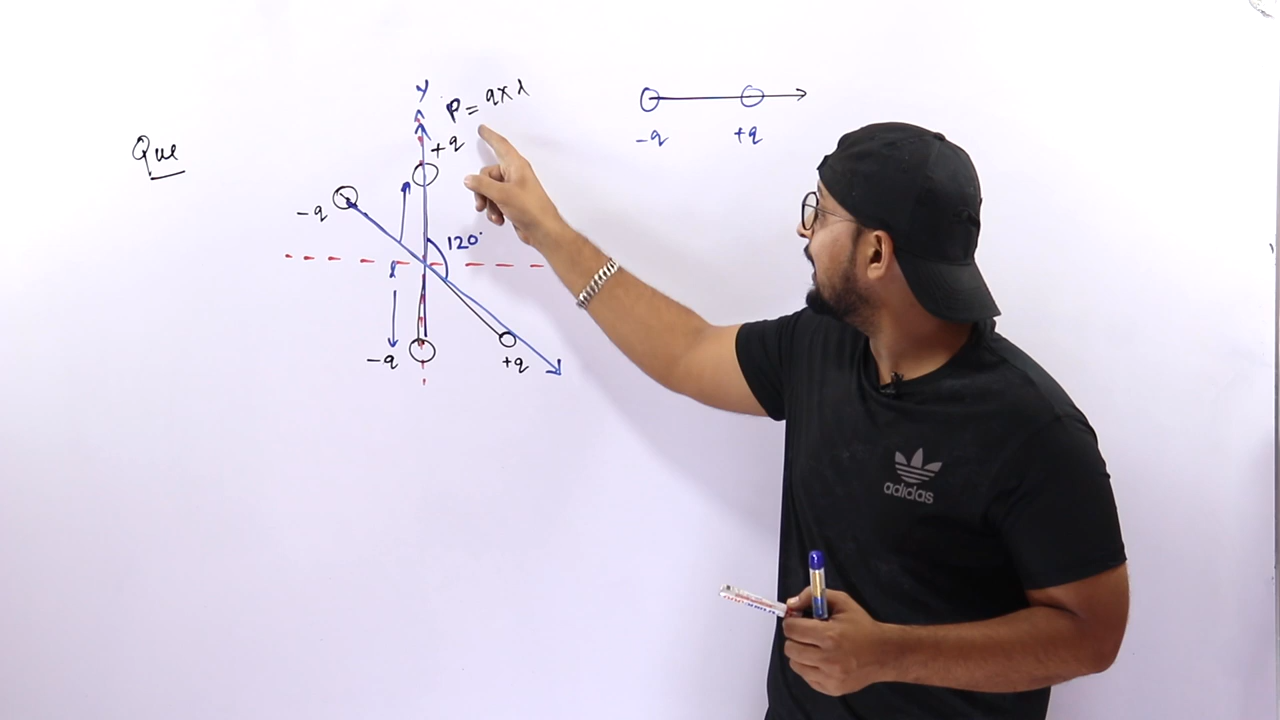 Que
Y
P = q x l
+q
-q
120°
-q
+q
-q
+q
adidas